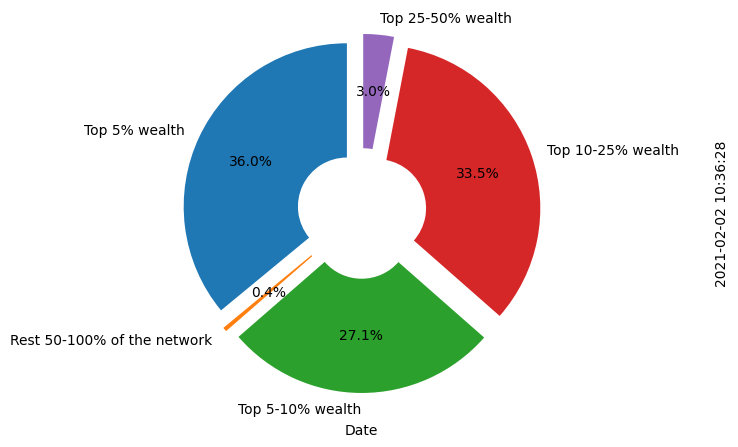 Top 25-50% wealth
3.0%
Top 5% wealth
36.0%
Top 10-25% wealth
33.5%
0.4%
Rest 50-100% of the network
27.1%
Top 5-10% wealth
Date
2021-02-02 10:36:28